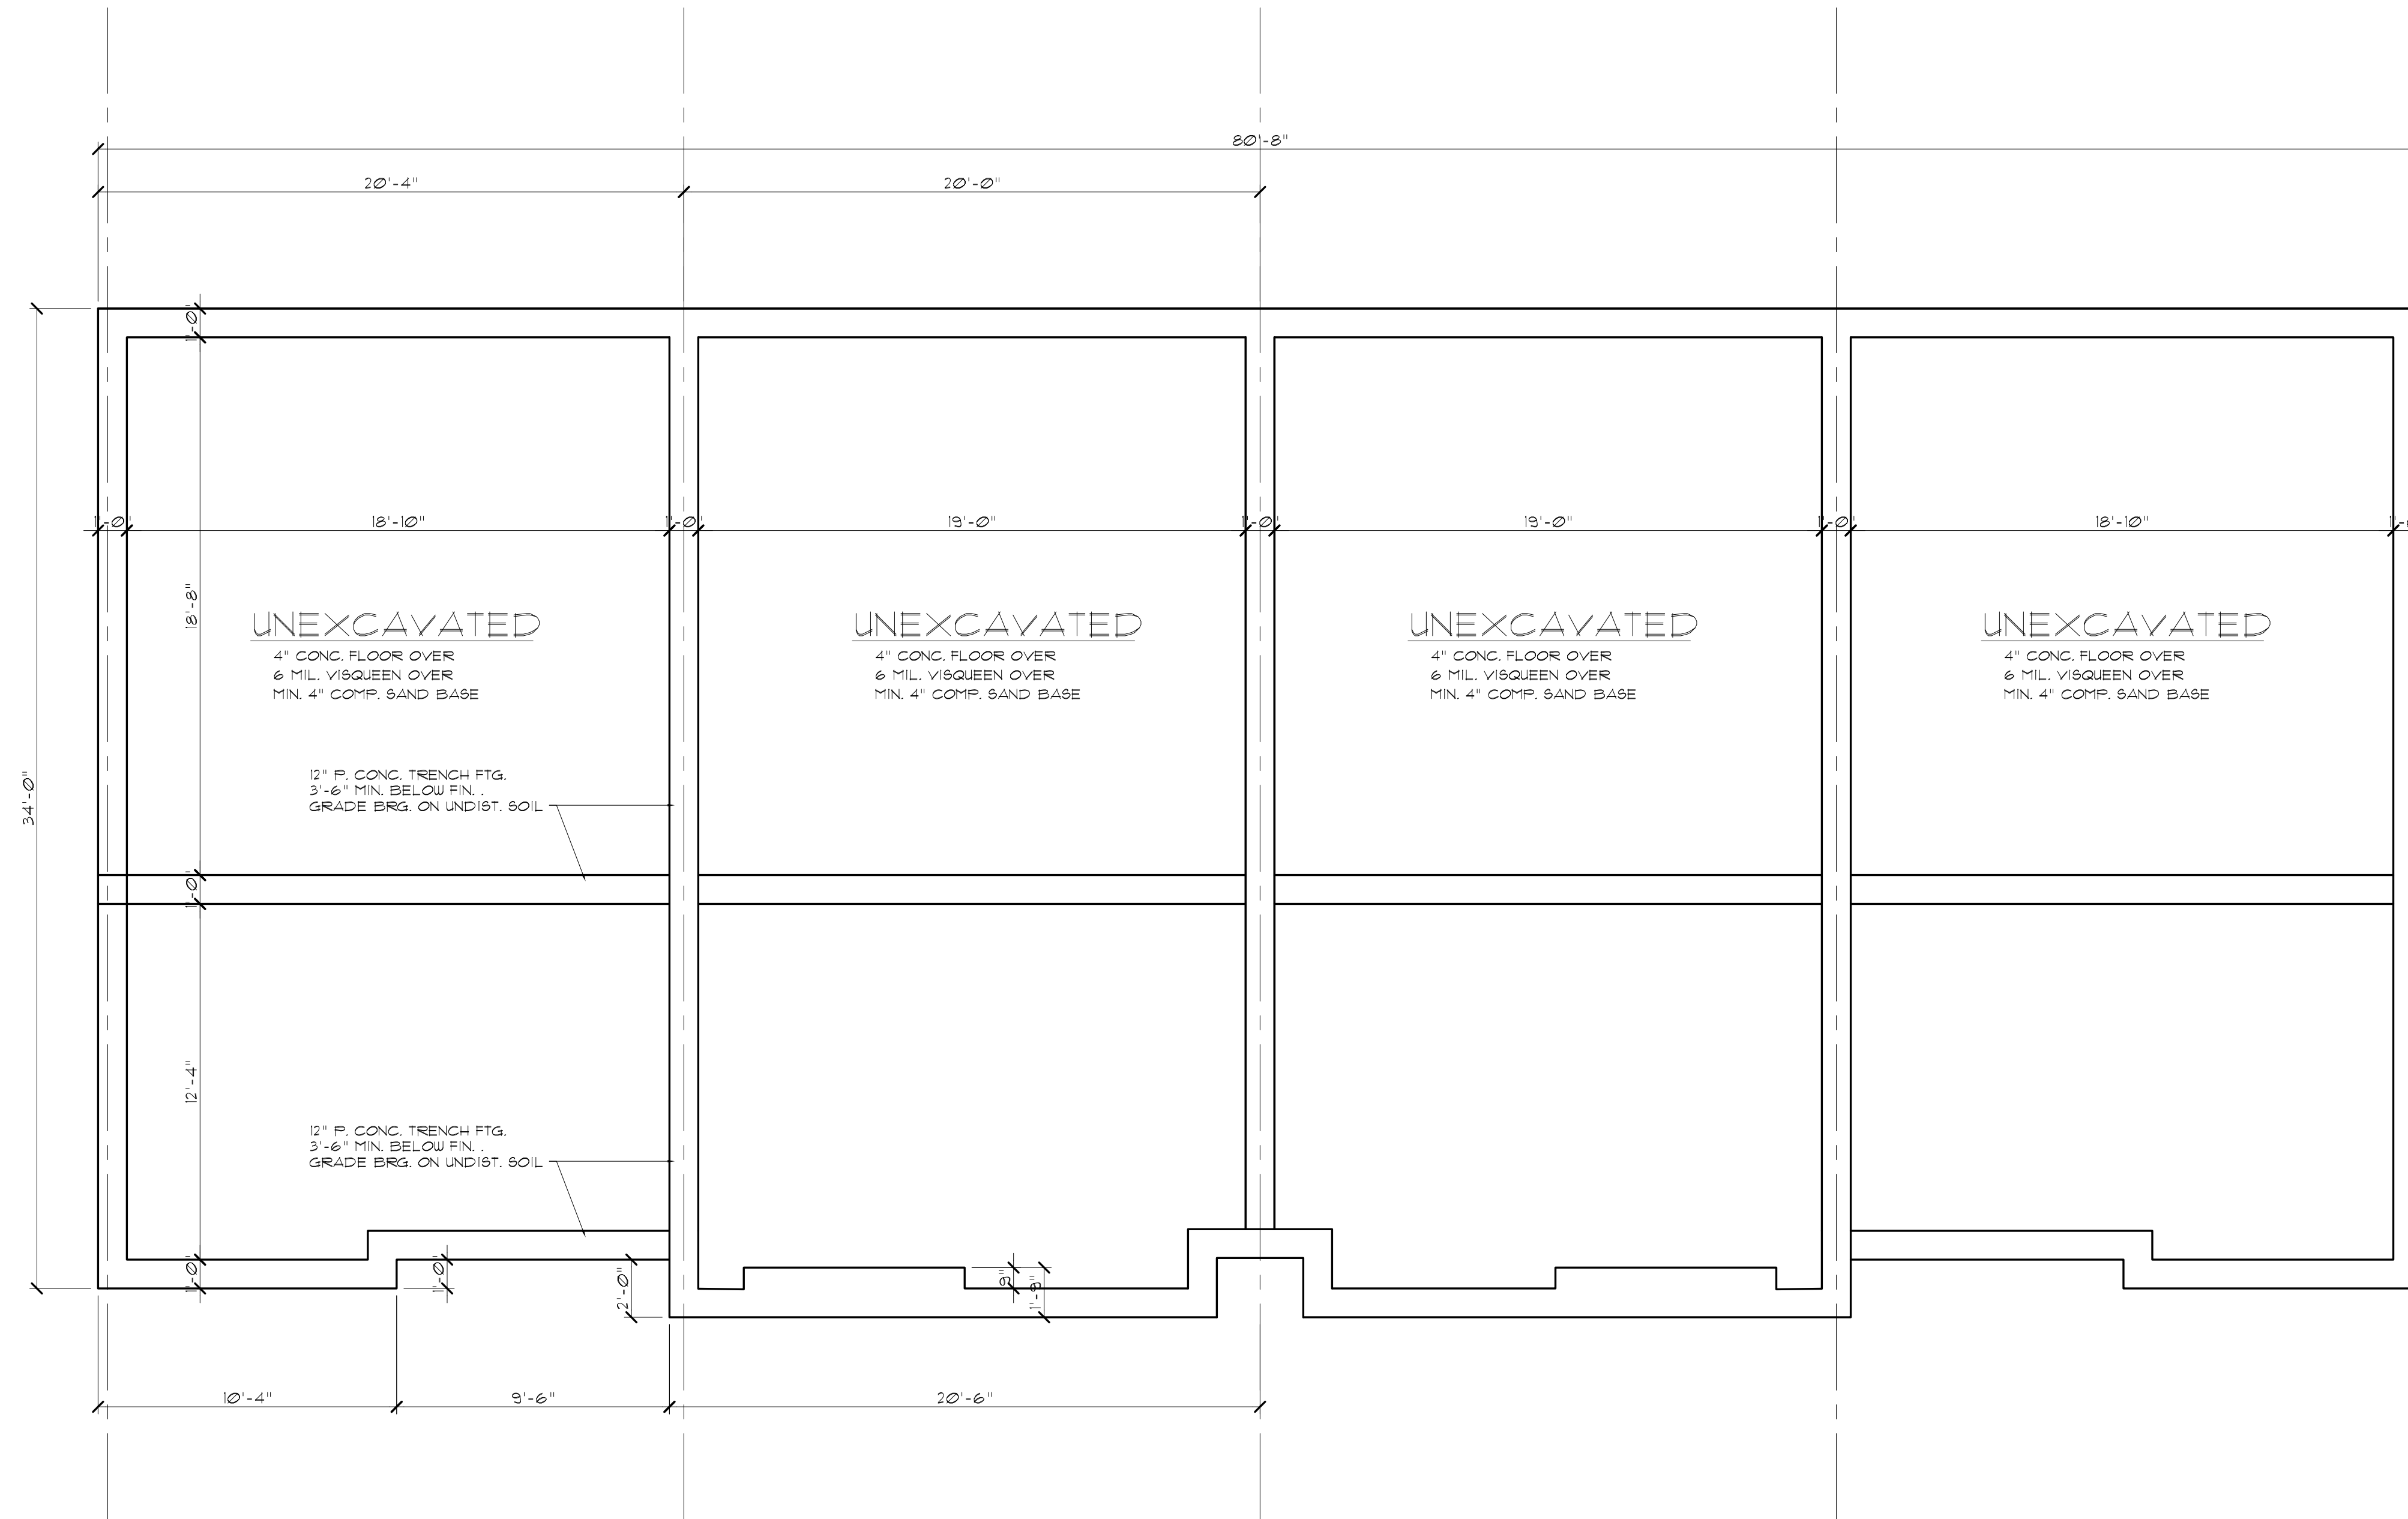 80'-8"
20'-4"
20'-0"
1'-0"
1'-0"
18'-10"
1'-0"
19'-0"
1'-0"
19'-0"
1'-0"
18'-10"
18'-8"
UNEXCAVATED
4" CONC. FLOOR OVER
6 MIL. VISQUEEN OVER
MIN. 4" COMP. SAND BASE
UNEXCAVATED
4" CONC. FLOOR OVER
6 MIL. VISQUEEN OVER
MIN. 4" COMP. SAND BASE
UNEXCAVATED
4" CONC. FLOOR OVER
6 MIL. VISQUEEN OVER
MIN. 4" COMP. SAND BASE
UNEXCAVATED
4" CONC. FLOOR OVER
6 MIL. VISQUEEN OVER
MIN. 4" COMP. SAND BASE
34'-0"
12" P. CONC. TRENCH FTG.
3'-6" MIN. BELOW FIN. .
GRADE BRG. ON UNDIST. SOIL
1'-0"
12'-4"
12" P. CONC. TRENCH FTG.
3'-6" MIN. BELOW FIN. .
GRADE BRG. ON UNDIST. SOIL
1'-0"
1'-0"
2'-0"
10'-4"
9'-6"
20'-6"